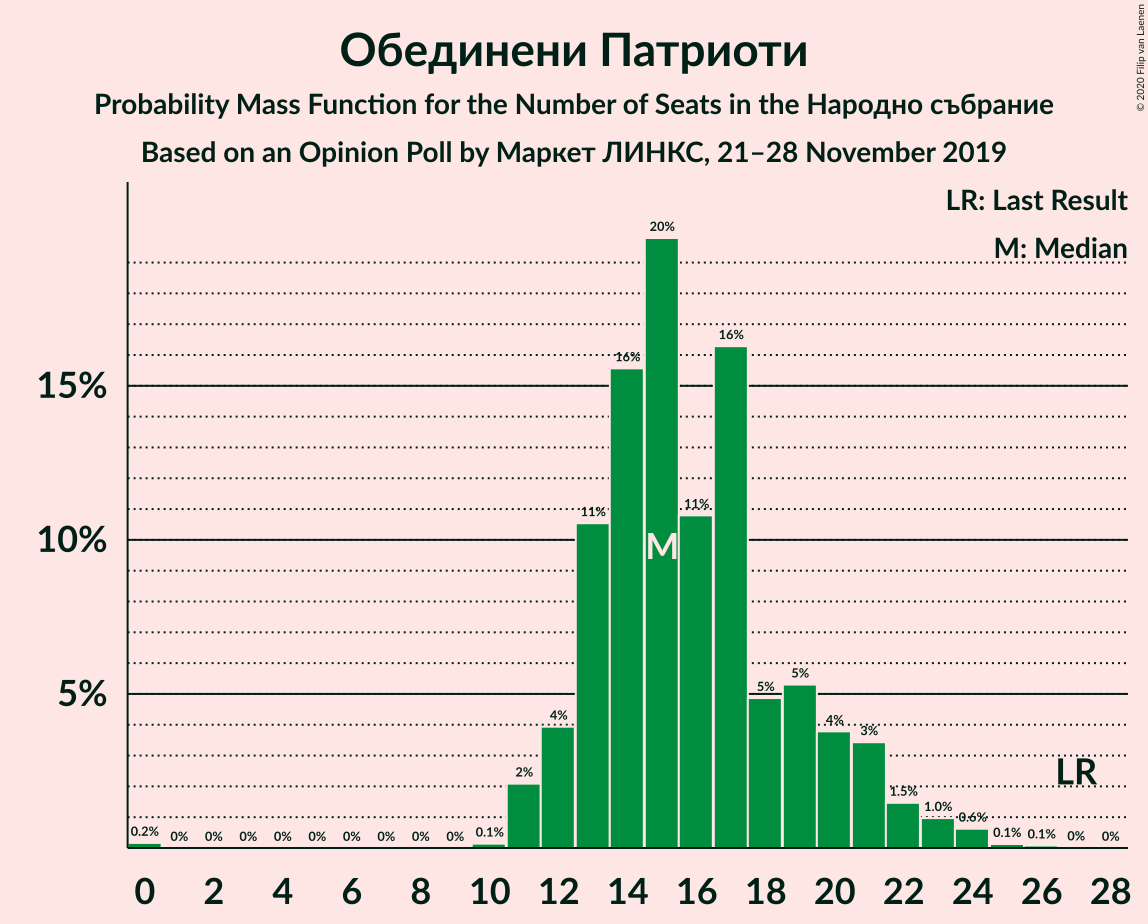 Обединени Патриоти
Probability Mass Function for the Number of Seats in the Народно събрание
Based on an Opinion Poll by Маркет ЛИНКС, 21–28 November 2019
© 2020 Filip van Laenen
LR: Last Result
M: Median
20%
16%
16%
15%
11%
11%
10%
M
5%
5%
5%
4%
4%
3%
2%
LR
1.5%
1.0%
0.6%
0.2% 0% 0% 0% 0% 0% 0% 0% 0% 0% 0.1% 0.1% 0.1% 0% 0%
0 2 4 6 8 10 12 14 16 18 20 22 24 26 28